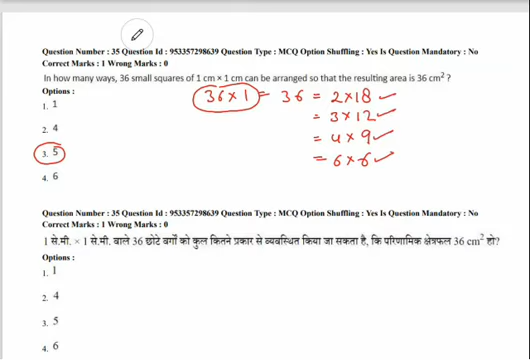 Question Number : 35 Question Id : 953357298639 Question Type : MCQ Option Shuffling : Yes Is Question Mandatory : No
Correct Marks : 1 Wrong Marks : 0
In how many ways, 36 small squares of 1 cm × 1 cm can be arranged so that the resulting area is 36 cm² ?
Options :
36 × 1 = 36 = 2 × 18 ✓
1. 1
= 3 × 12 ✓
2. 4
= 4 × 9 ✓
3. 5
= 6 × 6 ✓
4. 6
Question Number : 35 Question Id : 953357298639 Question Type : MCQ Option Shuffling : Yes Is Question Mandatory : No
Correct Marks : 1 Wrong Marks : 0
1 से.मी. × 1 से.मी. वाले 36 छोटे वर्गों को कुल कितने प्रकार से व्यवस्थित किया जा सकता है, कि परिणामिक क्षेत्रफल 36 cm² हो?
Options :
1. 1
2. 4
3. 5
4. 6